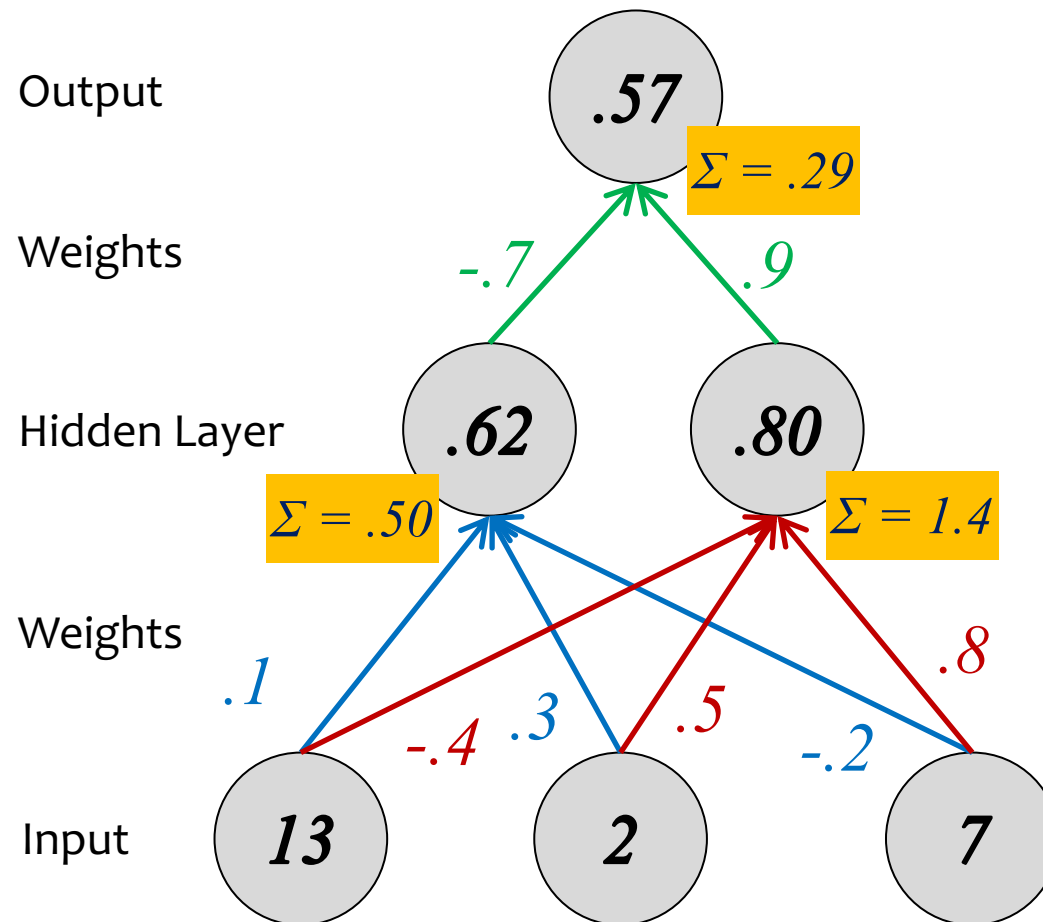 Output
.57
Σ = .29
Weights
-.7
.9
Hidden Layer
.62
.80
Σ = .50
Σ = 1.4
Weights
.1
-.4
.3
.5
-.2
.8
Input
13
2
7